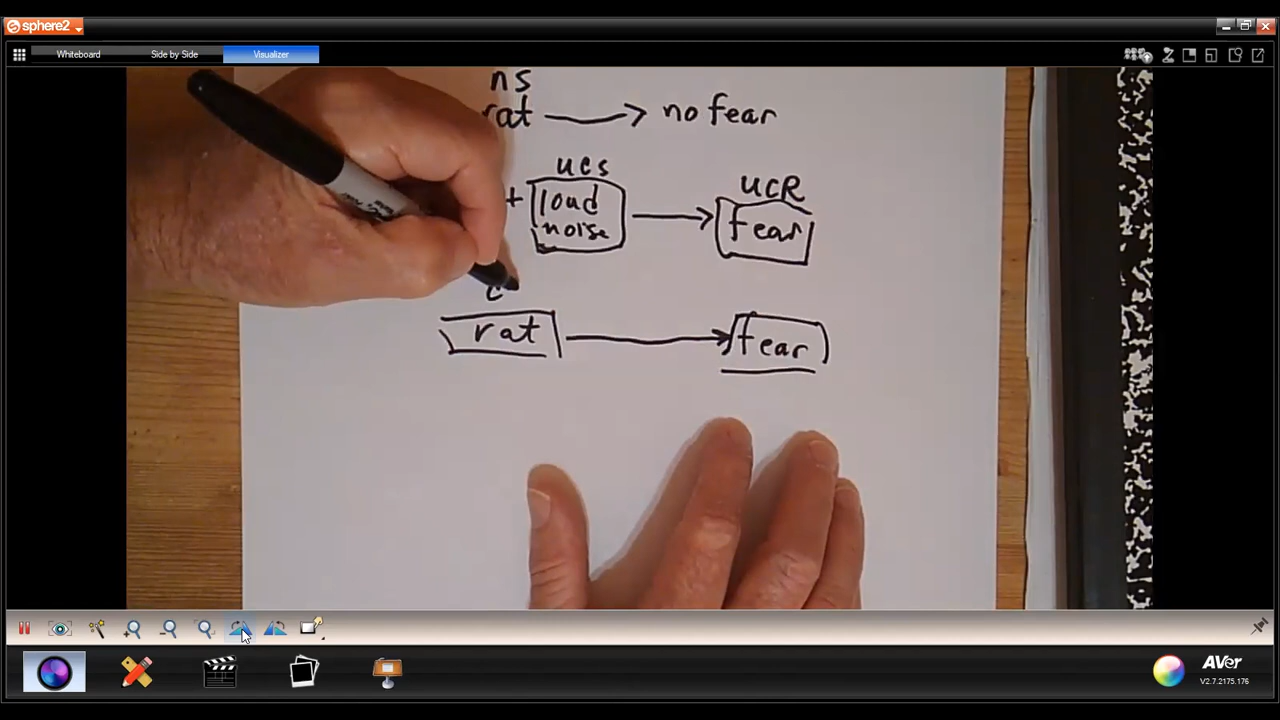 sphere2
Whiteboard Side by Side Visualizer
ns
rat → no fear
ucs
+ loud
noise → fear
ucR
c
rat → fear
AVer
V2.7.2175.176